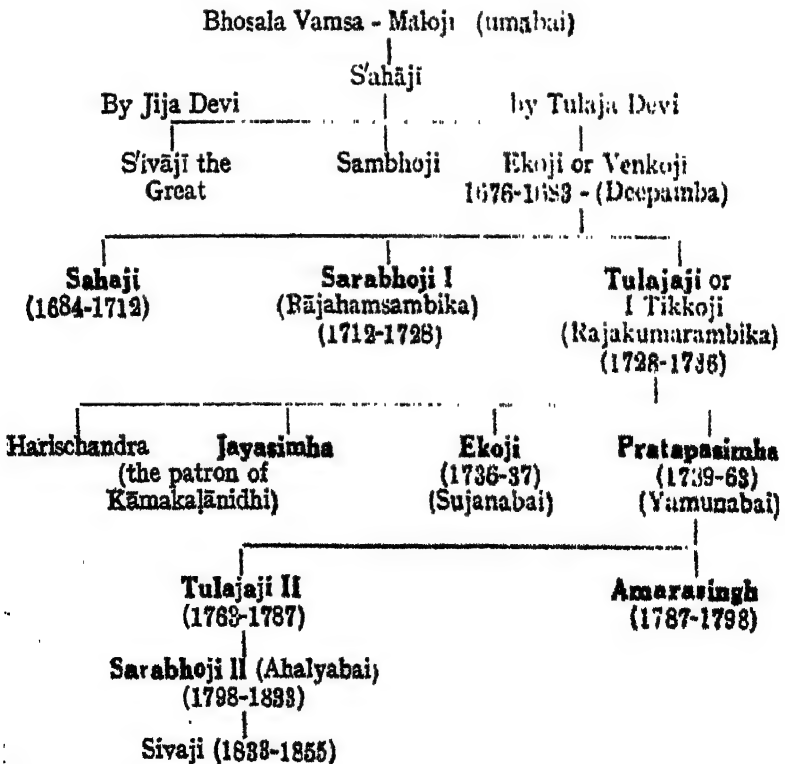 Bhosala Vamsa - Maloji (umabai)
S'ahājī
By Jija Devi by Tulaja Devi
S'ivājī the Great
Sambhoji
Ekoji or Venkoji
1676-1683 - (Deepamba)
Sahaji
(1684-1712)
Sarabhoji I
(Rājahamsambika)
(1712-1728)
Tulajaji or
I Tikkoji
(Rajakumarambika)
(1728-1736)
Harischandra
Jayasimha
(the patron of
Kāmakaḷānidhi)
Ekoji
(1736-37)
(Sujanabai)
Pratapasimha
(1739-63)
(Yamunabai)
Tulajaji II
(1763-1787)
Amarasingh
(1787-1798)
Sarabhoji II (Ahalyabai)
(1798-1833)
Sivaji (1833-1855)